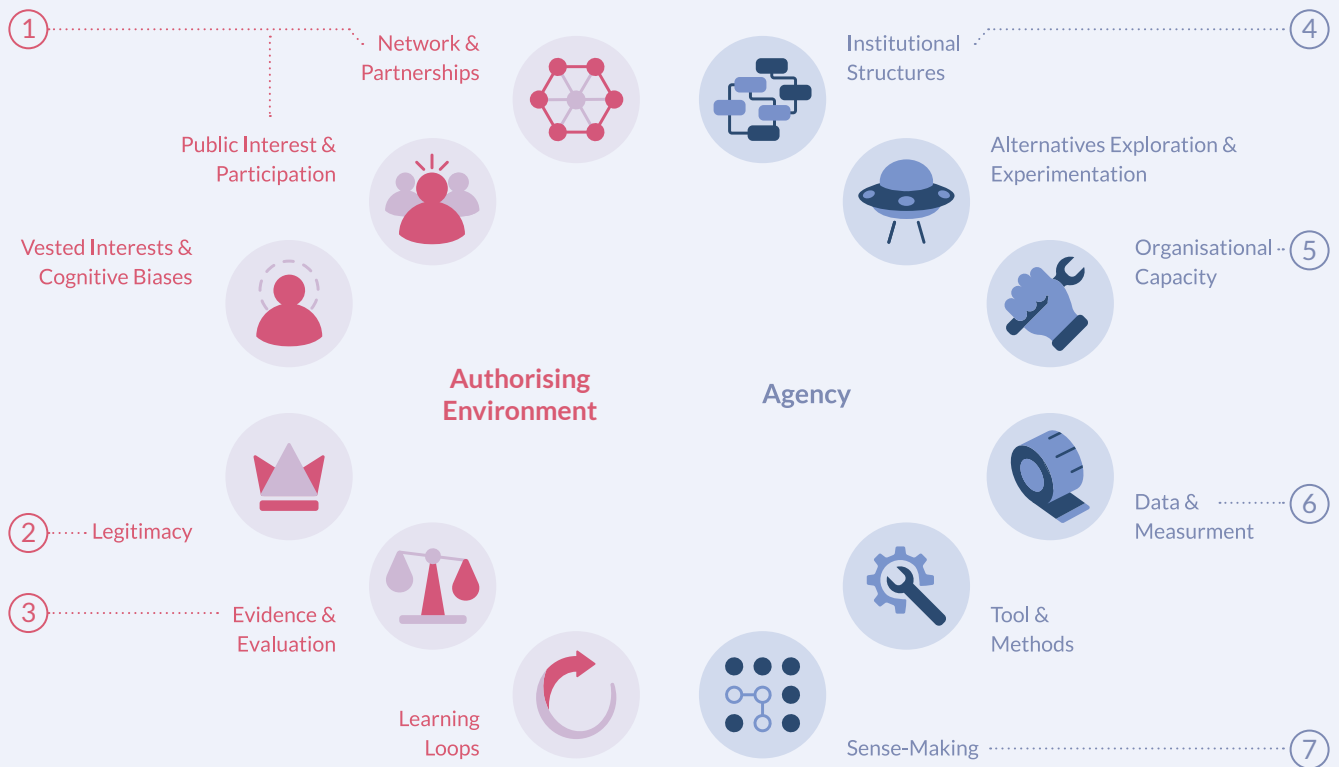 1
Network &
Partnerships
Public Interest &
Participation
Vested Interests &
Cognitive Biases
Authorising
Environment
2
Legitimacy
3
Evidence &
Evaluation
Learning
Loops
4
Institutional
Structures
Alternatives Exploration &
Experimentation
Organisational
Capacity
5
Agency
Data &
Measurment
6
Tool &
Methods
Sense-Making
7